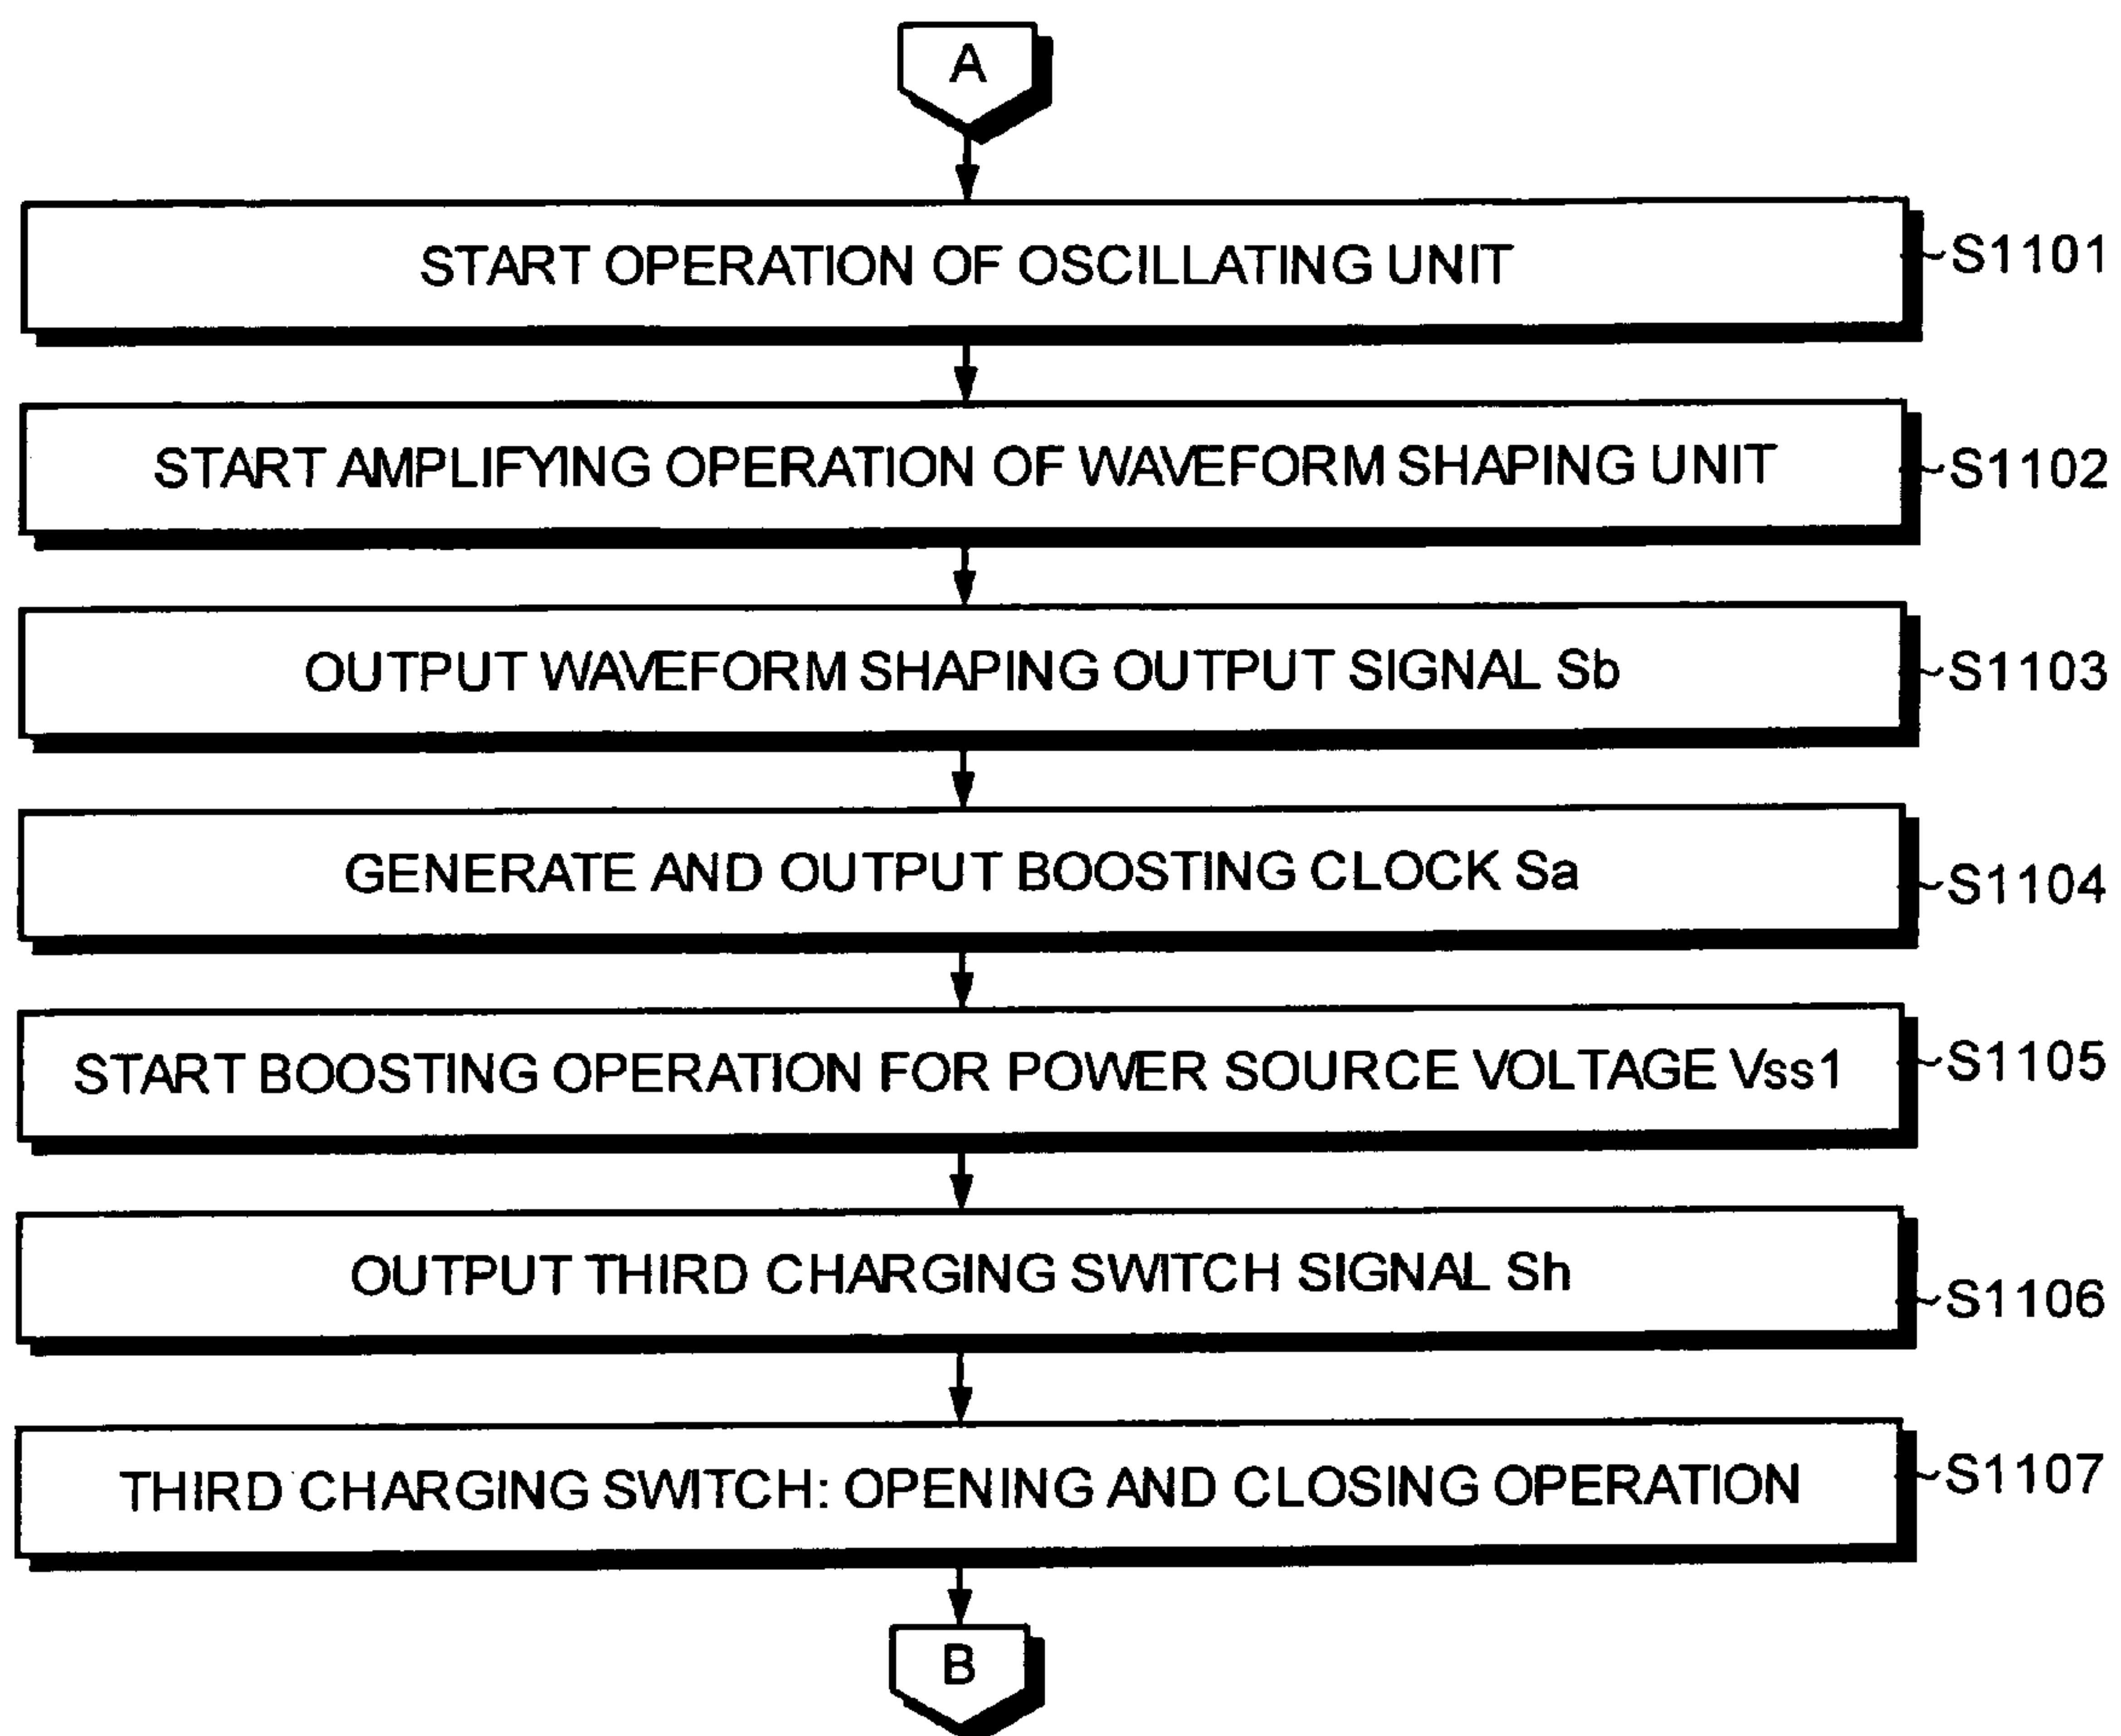 A
START OPERATION OF OSCILLATING UNIT
S1101
START AMPLIFYING OPERATION OF WAVEFORM SHAPING UNIT
S1102
OUTPUT WAVEFORM SHAPING OUTPUT SIGNAL Sb
S1103
GENERATE AND OUTPUT BOOSTING CLOCK Sa
S1104
START BOOSTING OPERATION FOR POWER SOURCE VOLTAGE Vss1
S1105
OUTPUT THIRD CHARGING SWITCH SIGNAL Sh
S1106
THIRD CHARGING SWITCH: OPENING AND CLOSING OPERATION
S1107
B